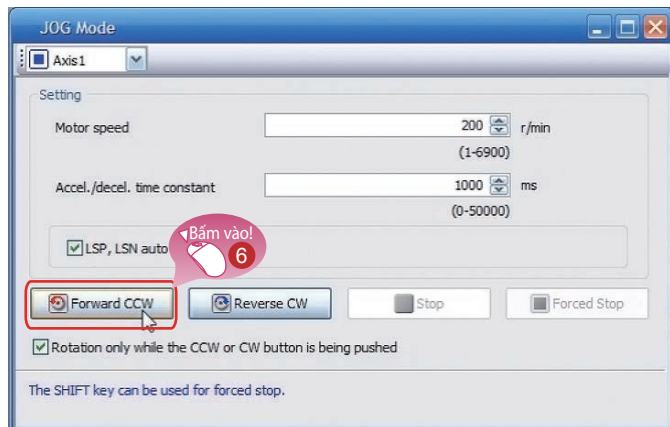 JOG Mode
Axis1
Setting
Motor speed 200 r/min
(1-6900)
Accel./decel. time constant 1000 ms
(0-50000)
Bấm vào!
6
LSP, LSN auto
Forward CCW Reverse CW Stop Forced Stop
Rotation only while the CCW or CW button is being pushed
The SHIFT key can be used for forced stop.